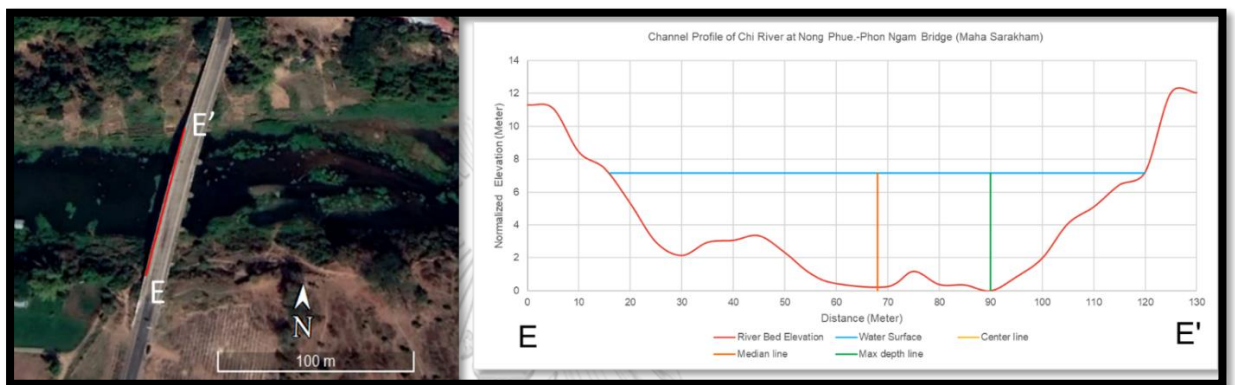 E'
E
N
100 m
Channel Profile of Chi River at Nong Phue.-Phon Ngam Bridge (Maha Sarakham)
Normalized Elevation (Meter)
14
12
10
8
6
4
2
0
0 10 20 30 40 50 60 70 80 90 100 110 120 130
Distance (Meter)
E E'
River Bed Elevation Water Surface Center line
Median line Max depth line